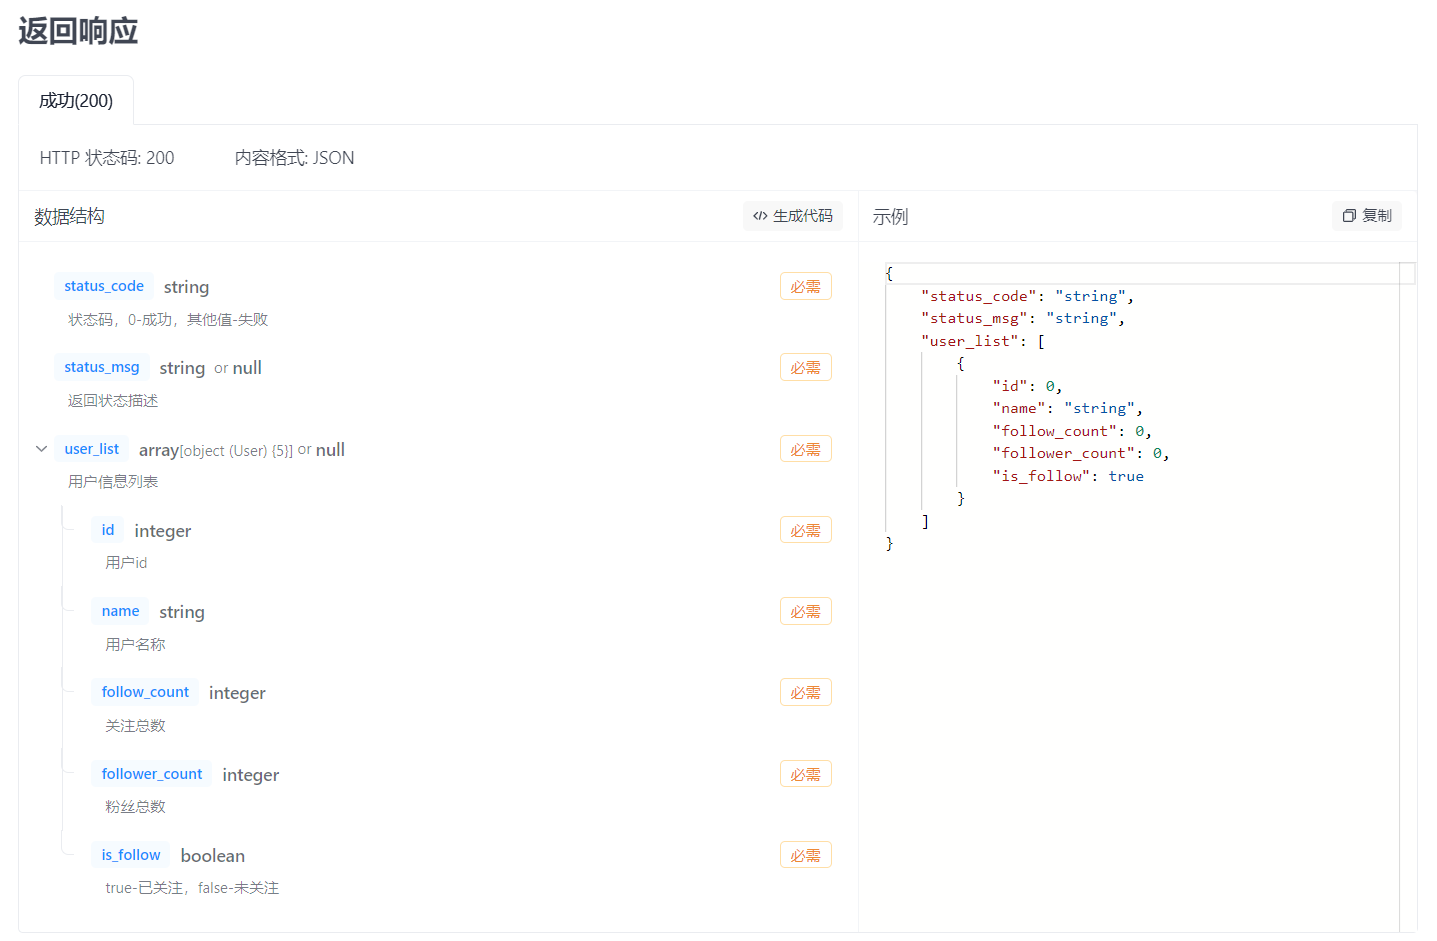 返回响应
成功(200)
HTTP 状态码: 200 内容格式: JSON
数据结构 生成代码
status_code string 必需
状态码，0-成功，其他值-失败
status_msg string or null 必需
返回状态描述
user_list array[object (User) {5}] or null 必需
用户信息列表
id integer 必需
用户id
name string 必需
用户名称
follow_count integer 必需
关注总数
follower_count integer 必需
粉丝总数
is_follow boolean 必需
true-已关注，false-未关注
示例 复制
{
"status_code": "string",
"status_msg": "string",
"user_list": [
{
"id": 0,
"name": "string",
"follow_count": 0,
"follower_count": 0,
"is_follow": true
}
]
}